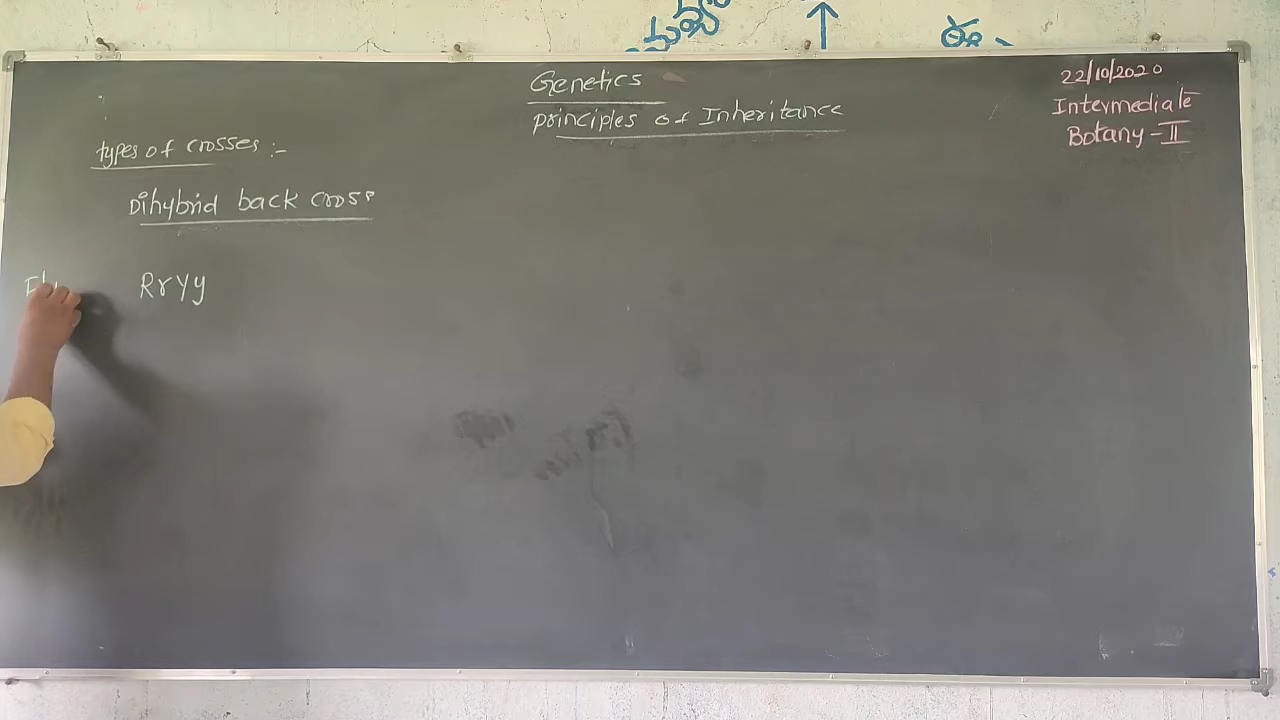 Genetics
principles of Inheritance
22/10/2020
Intermediate
Botany-II
types of crosses :-
Dihybrid back cross
RrYy